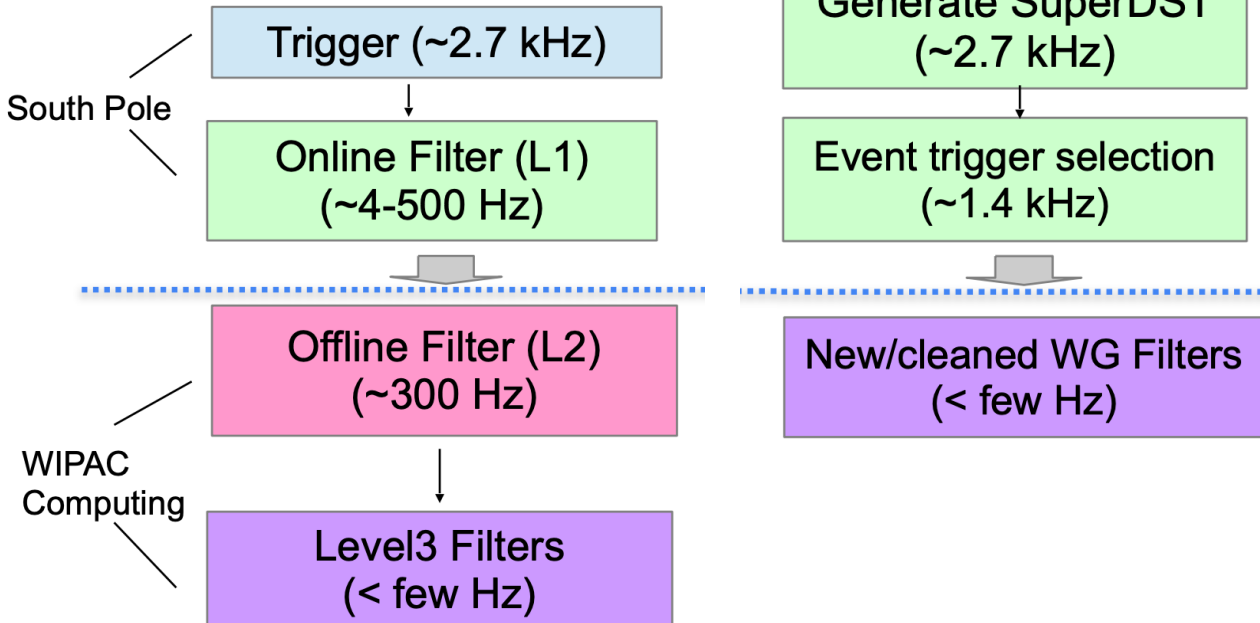 Trigger (~2.7 kHz)
South Pole
Online Filter (L1)
(~4-500 Hz)
Offline Filter (L2)
(~300 Hz)
WIPAC
Computing
Level3 Filters
(< few Hz)
Generate SuperDST
(~2.7 kHz)
Event trigger selection
(~1.4 kHz)
New/cleaned WG Filters
(< few Hz)